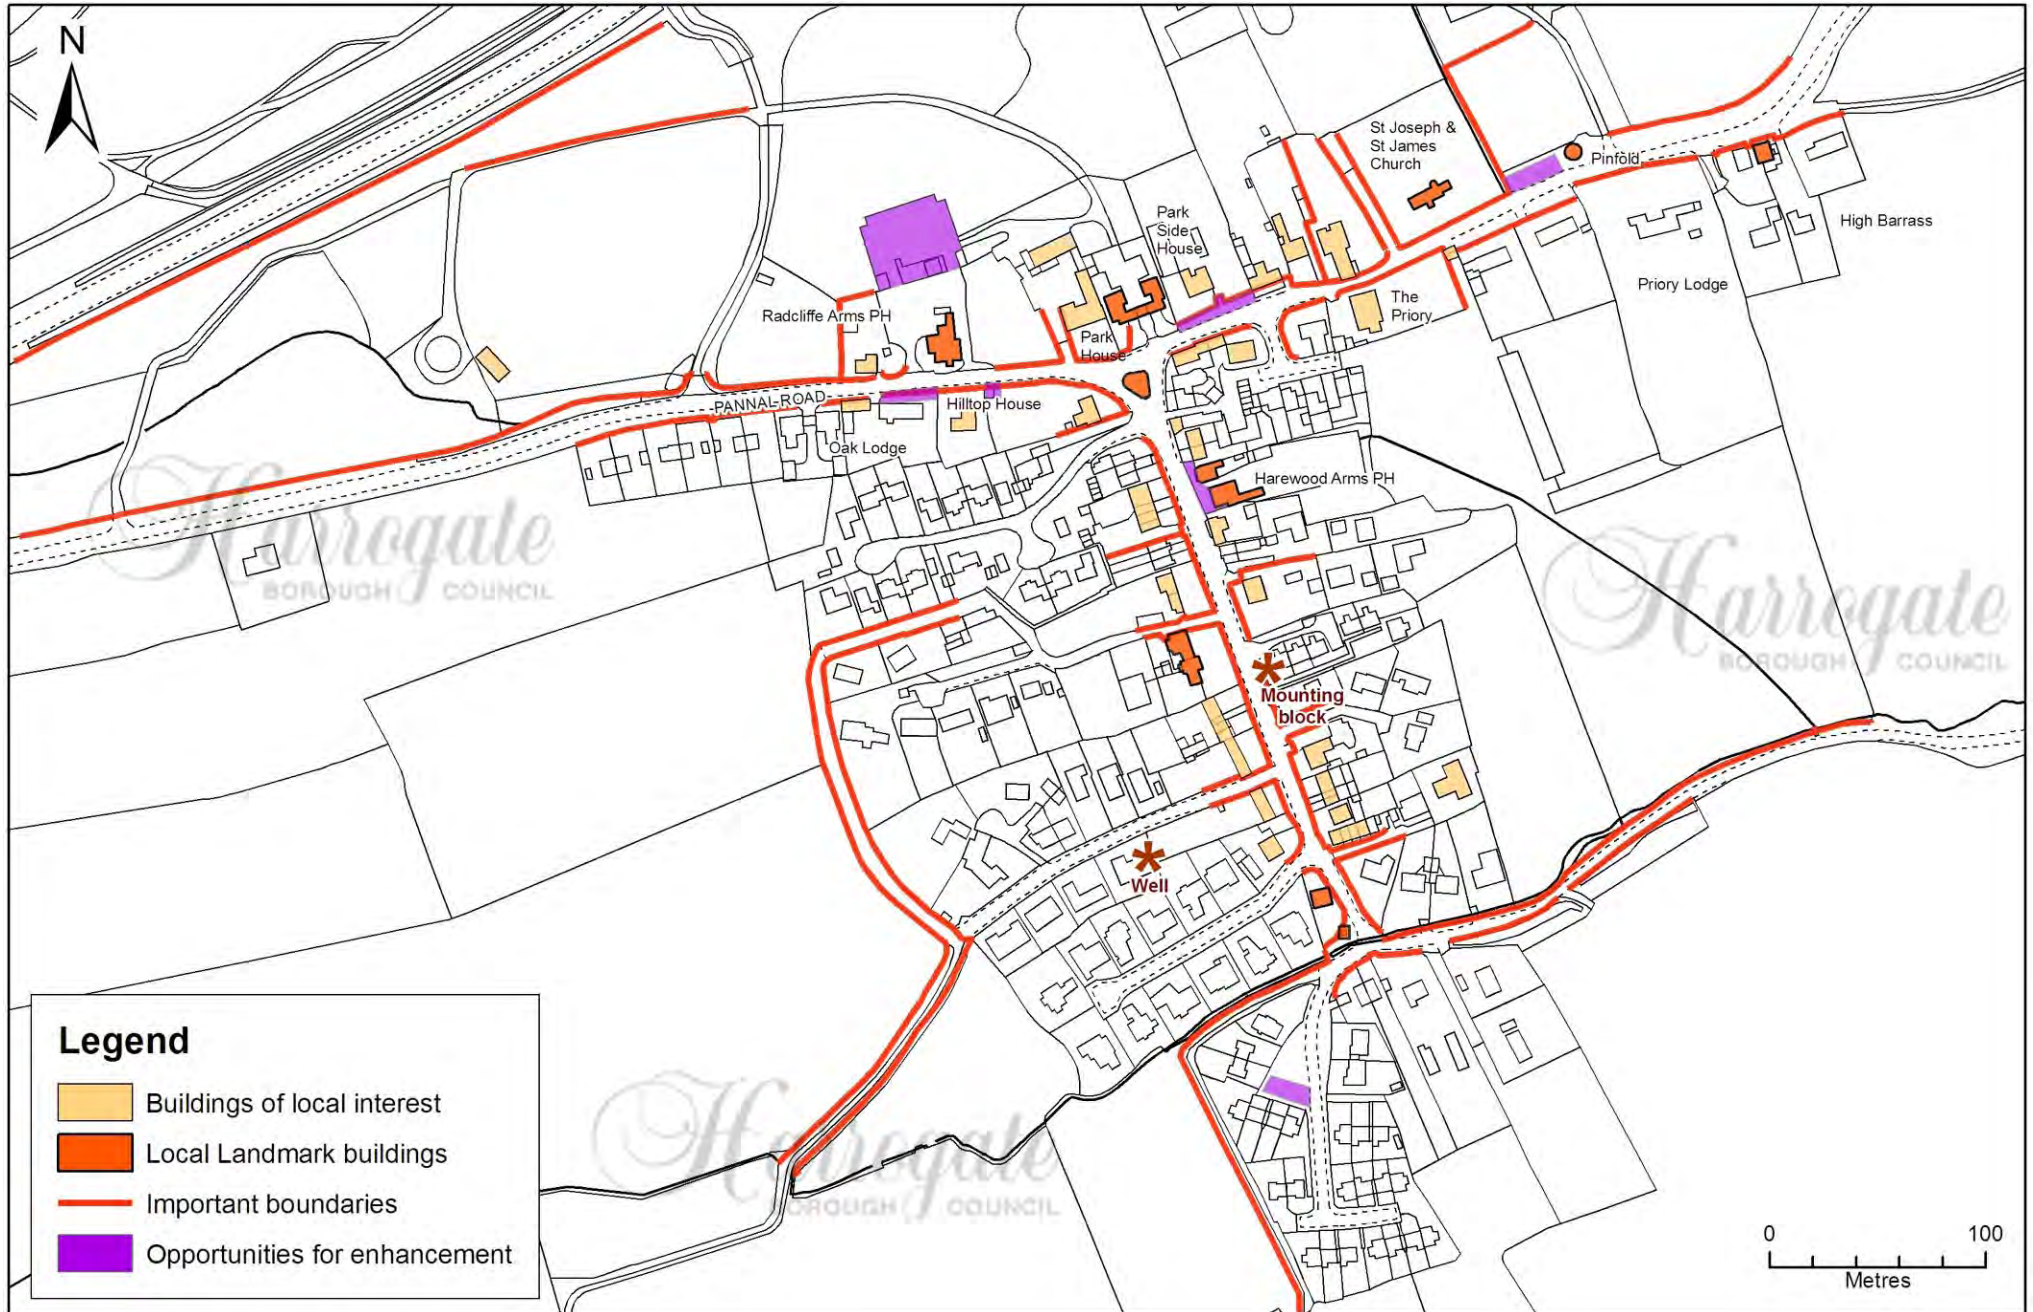 N
St Joseph &
St James
Church
Pinfold
Park
Side
House
High Barrass
Priory Lodge
The
Priory
Radcliffe Arms PH
Park
House
PANNAL ROAD
Hilltop House
Oak Lodge
Harewood Arms PH
Harrogate
BOROUGH COUNCIL
Harrogate
BOROUGH COUNCIL
Mounting
block
Well
Harrogate
BOROUGH COUNCIL
Legend
Buildings of local interest
Local Landmark buildings
Important boundaries
Opportunities for enhancement
0 100
Metres